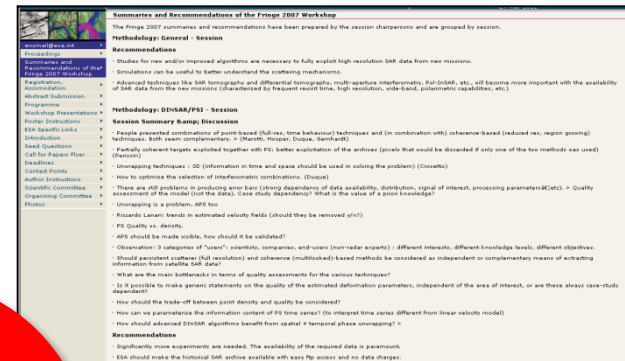 Summaries and Recommendations of the Fringe 2007 Workshop
The Fringe 2007 summaries and recommendations have been prepared by the session chairpersons and are grouped by session.
Methodology: General - Session
Recommendations
· Studies for new and/or improved algorithms are necessary to fully exploit high resolution SAR data from new missions.
· Simulations can be useful to better understand the scattering mechanisms.
· Advanced techniques like SAR tomography and differential tomography, multi-aperture interferometry, Pol-InSAR, etc., will become more important with the availability
of SAR data from the new missions (characterized by frequent revisit time, high resolution, wide-band, polarimetric capabilities, etc.)
Methodology: DINSAR/PSI - Session
Session Summary &amp; Discussion
· People presented combinations of point-based (full-res, time behaviour) techniques and (in combination with) coherence-based (reduced res, region growing)
techniques. Both seem complementary. > (Marotti, Hooper, Duque, Gernhardt)
· Partially coherent targets exploited together with PS: better exploitation of the archives (pixels that would be discarded if only one of the two methods was used)
(Perissin)
· Unwrapping techniques : 3D (information in time and space should be used in solving the problem) (Crosetto)
· How to optimize the selection of interferometric combinations. (Duque)
· There are still problems in producing error bars (strong dependency of data availability, distribution, signal of interest, processing parametersâ€¦etc). > Quality
assessment of the model (not the data). Case study dependency? What is the value of a priori knowledge?
· Unwrapping is a problem, APS too
· Riccardo Lanari: trends in estimated velocity fields (should they be removed y/n?)
· PS Quality vs. density.
· APS should be made visible, how should it be validated?
· Observation: 3 categories of "users": scientists, companies, end-users (non-radar experts) : different interests, different knowledge levels, different objectives.
· Should persistent scatterer (full resolution) and coherence (multilooked)-based methods be considered as independent or complementary means of extracting
information from satellite SAR data?
· What are the main bottlenecks in terms of quality assessments for the various techniques?
· Is it possible to make generic statements on the quality of the estimated deformation parameters, independent of the area of interest, or are these always case-study
dependent?
· How should the trade-off between point density and quality be considered?
· How can we parameterize the information content of PS time series? (to interpret time series different from linear velocity model)
· How should advanced DInSAR algorithms benefit from spatial + temporal phase unwrapping? >
Recommendations
· Significantly more experiments are needed. The availability of the required data is paramount.
· ESA should make the historical SAR archive available with easy ftp access and no data charges.
Proceedings
Summaries and
Recommendations of the
Fringe 2007 Workshop
Registration,
Accomodation
Abstract Submission
Programme
Workshop Presentations
Poster Instructions
ESA Specific Links
Introduction
Seed Questions
Call for Papers Flyer
Deadlines
Contact Points
Author Instructions
Scientific Committee
Organising Committee
Photos